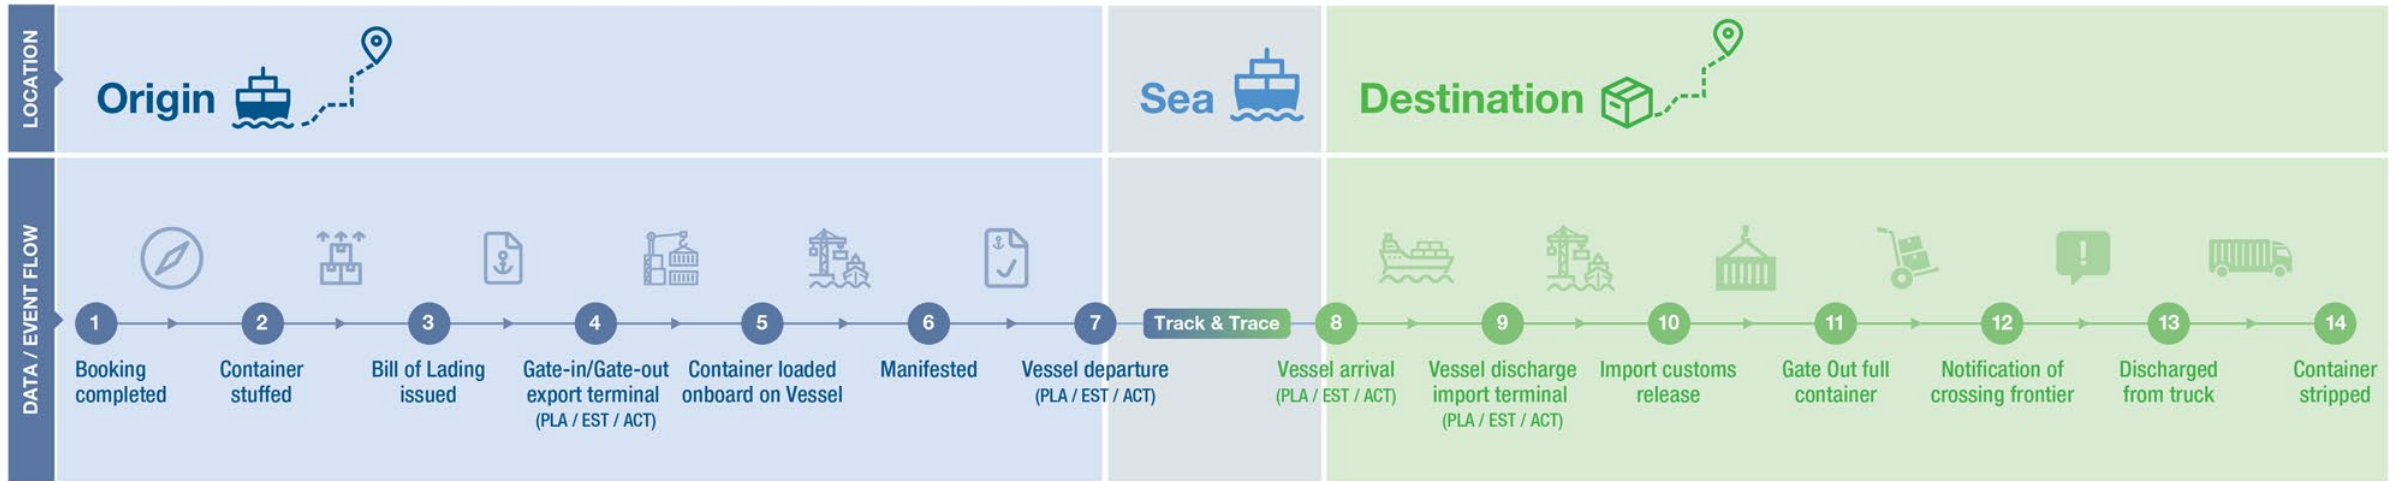 LOCATION
Origin
Sea
Destination
DATA / EVENT FLOW
1
Booking
completed
2
Container
stuffed
3
Bill of Lading
issued
4
Gate-in/Gate-out
export terminal
(PLA / EST / ACT)
5
Container loaded
onboard on Vessel
6
Manifested
7
Vessel departure
(PLA / EST / ACT)
Track & Trace
8
Vessel arrival
(PLA / EST / ACT)
9
Vessel discharge
import terminal
(PLA / EST / ACT)
10
Import customs
release
11
Gate Out full
container
12
Notification of
crossing frontier
13
Discharged
from truck
14
Container
stripped